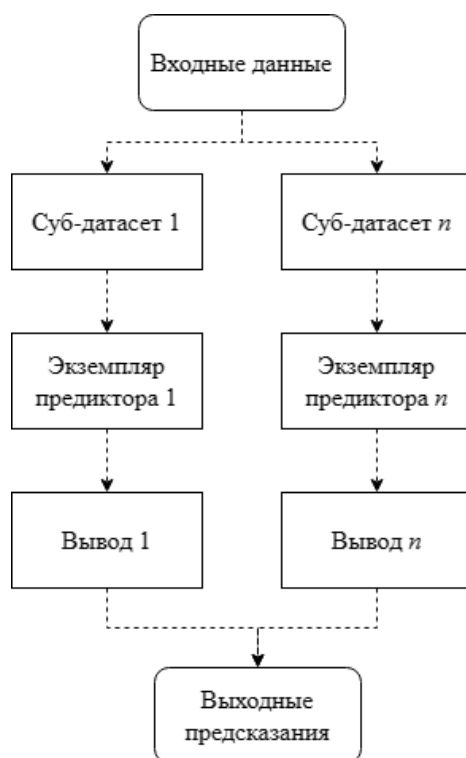 Входные данные
Суб-датасет 1
Суб-датасет n
Экземпляр
предиктора 1
Экземпляр
предиктора n
Вывод 1
Вывод n
Выходные
предсказания